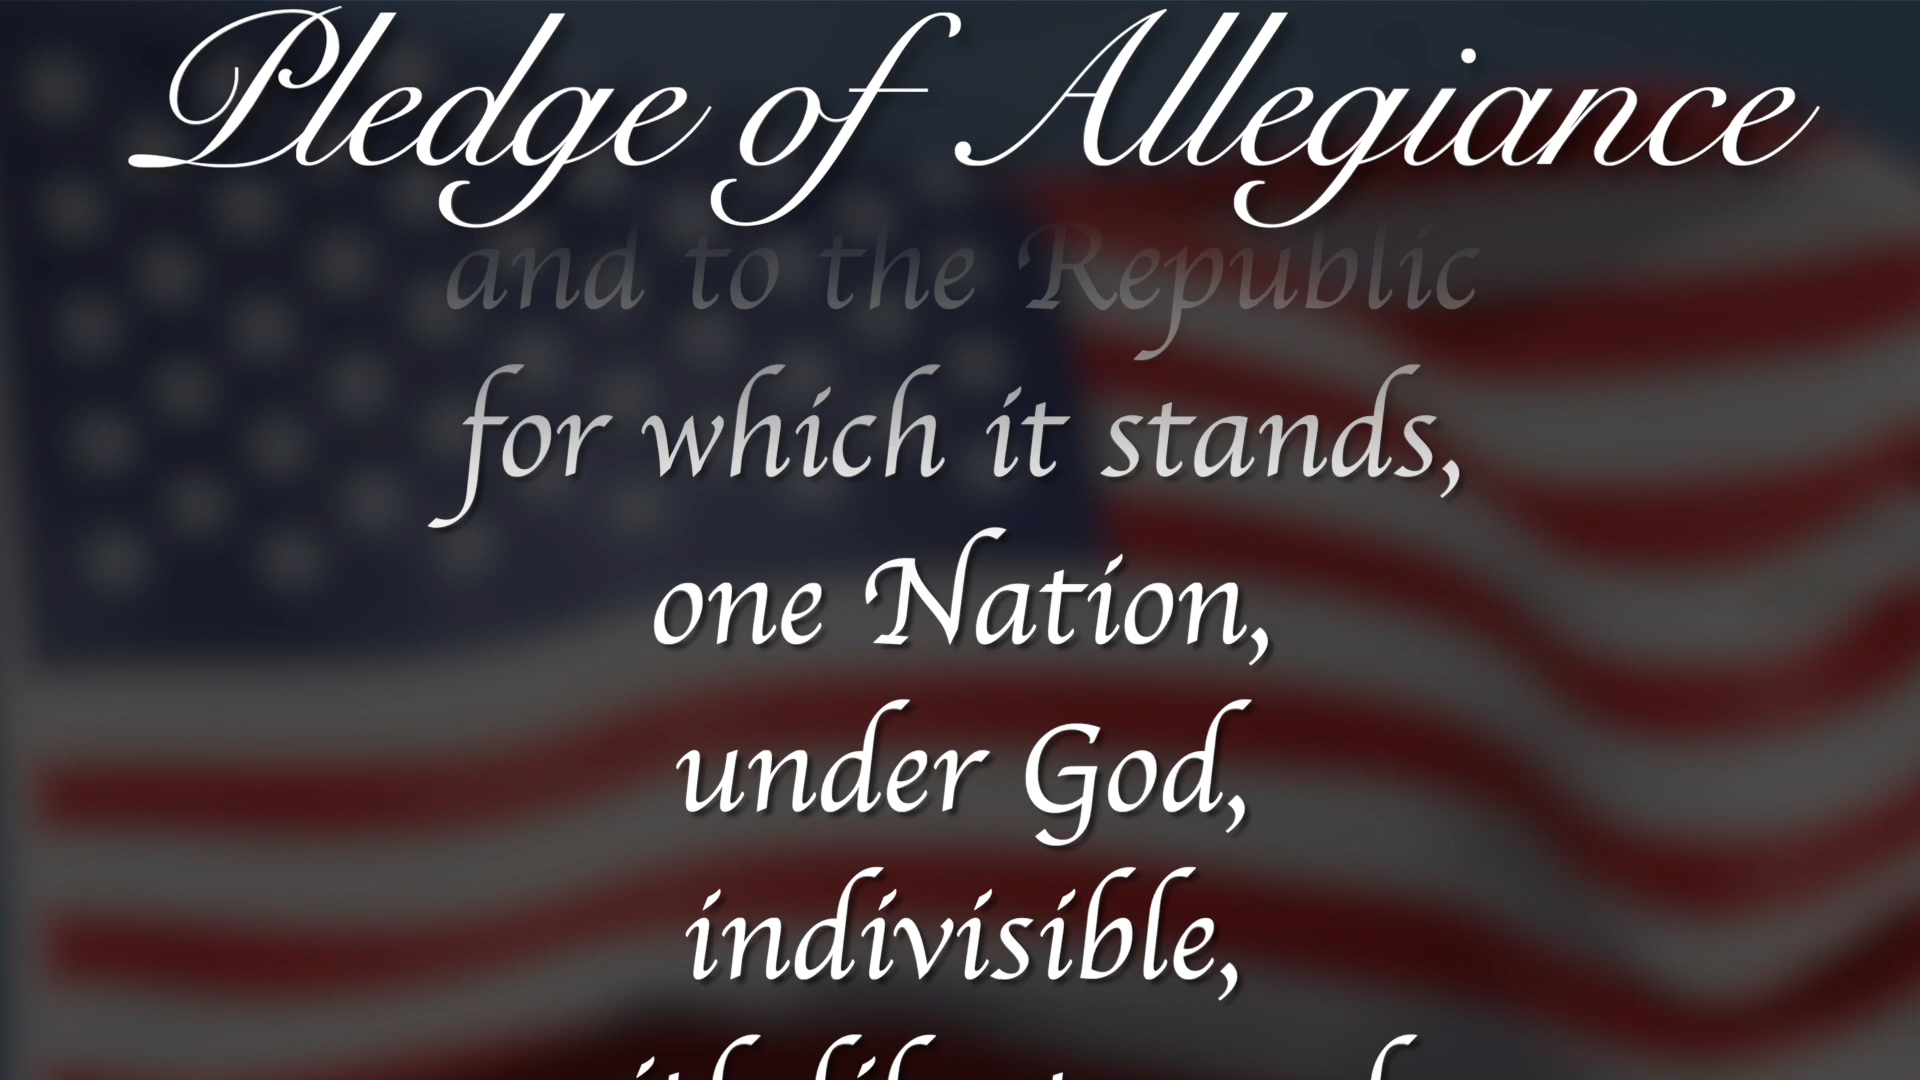 Pledge of Allegiance
and to the Republic
for which it stands,
one Nation,
under God,
indivisible,